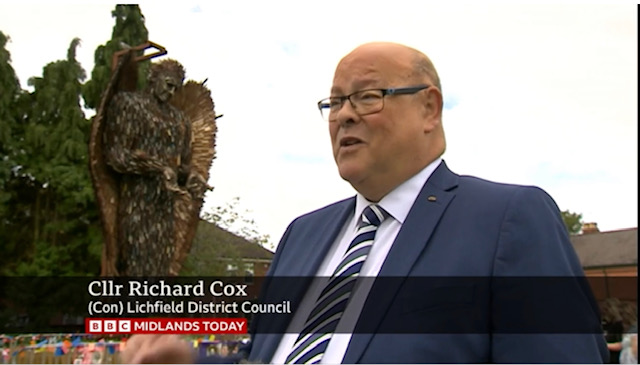 Cllr Richard Cox
(Con) Lichfield District Council
BBC MIDLANDS TODAY